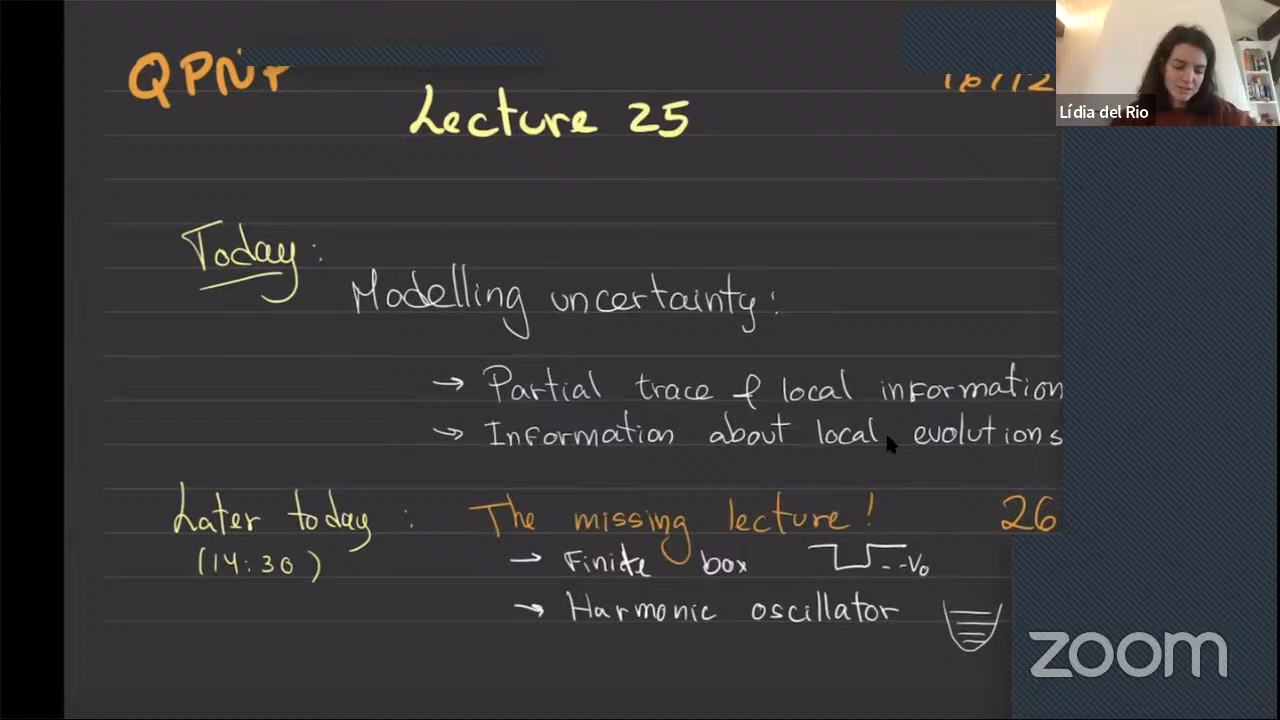 Lecture 25
Lídia del Rio
Today:
Modelling uncertainty:
→ Partial trace & local information
→ Information about local evolutions
Later today: The missing lecture! 26
(14:30)
→ Finite box --V₀
→ Harmonic oscillator
zoom